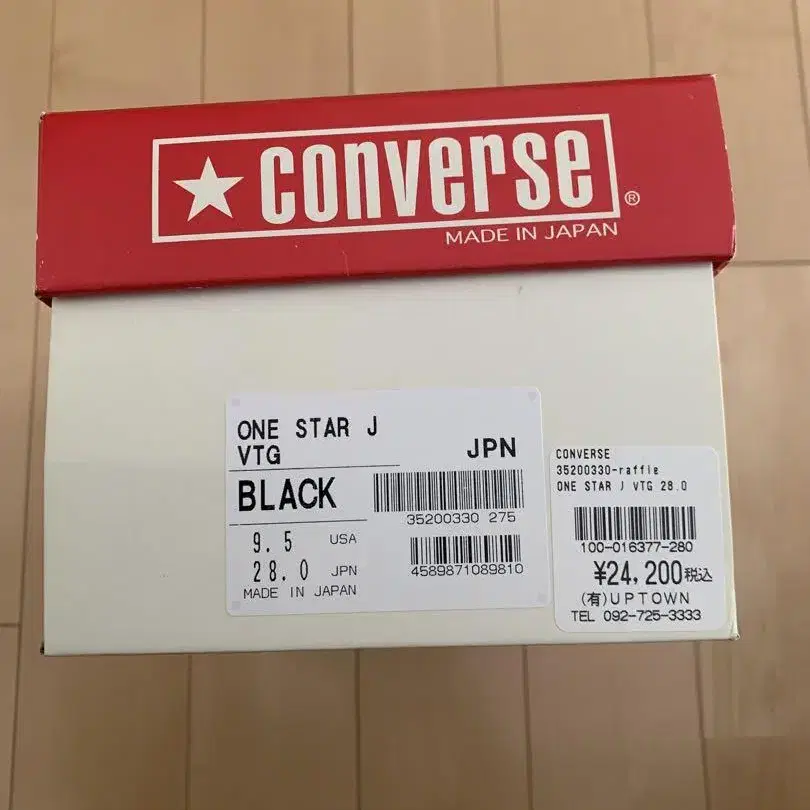 CONVERSE
®
MADE IN JAPAN
ONE STAR J
VTG
JPN
BLACK
35200330 275
9.5 USA
28.0 JPN
4589871089810
MADE IN JAPAN
CONVERSE
35200330-raffle
ONE STAR J VTG 28.0
100-016377-280
¥24,200税込
(有)UPTOWN
TEL 092-725-3333